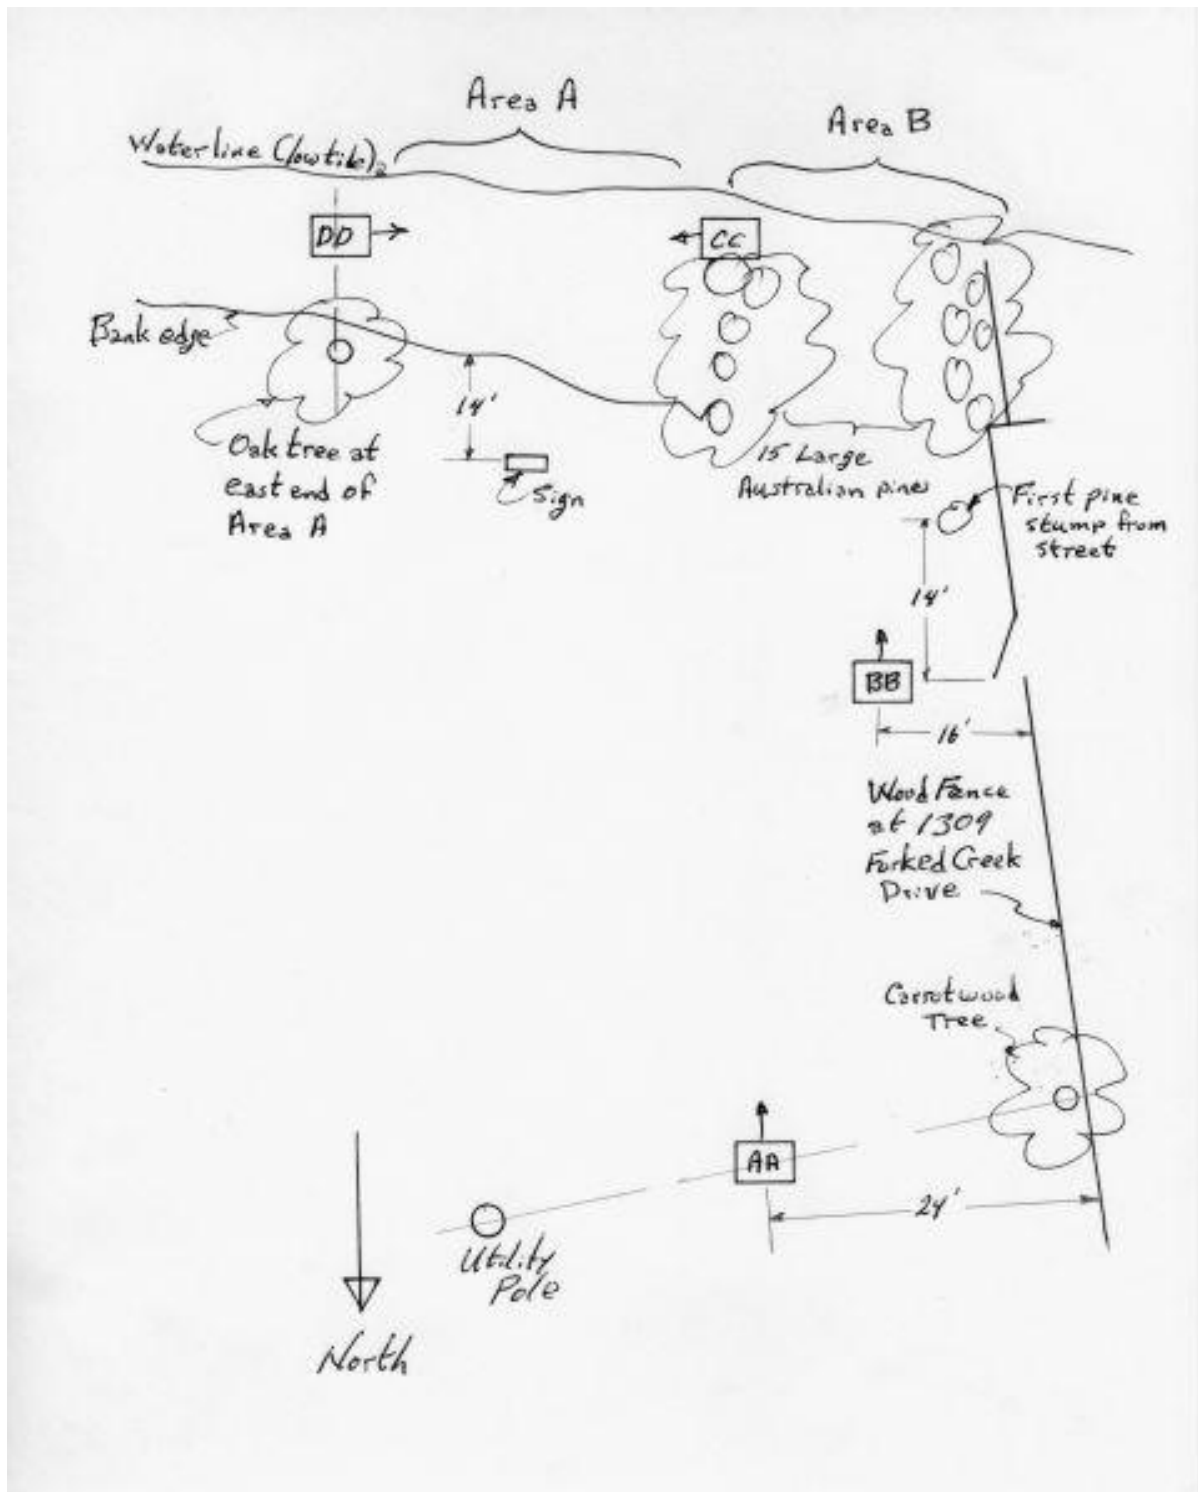 Area A
Area B
Waterline (low tide)
DD
CC
Bank edge
14'
Oak tree at
east end of
Area A
Sign
15 Large
Australian pines
First pine
stump from
street
14'
BB
16'
Wood Fence
at 1309
Forked Creek
Drive
Carrotwood
Tree
AA
24'
Utility
Pole
North